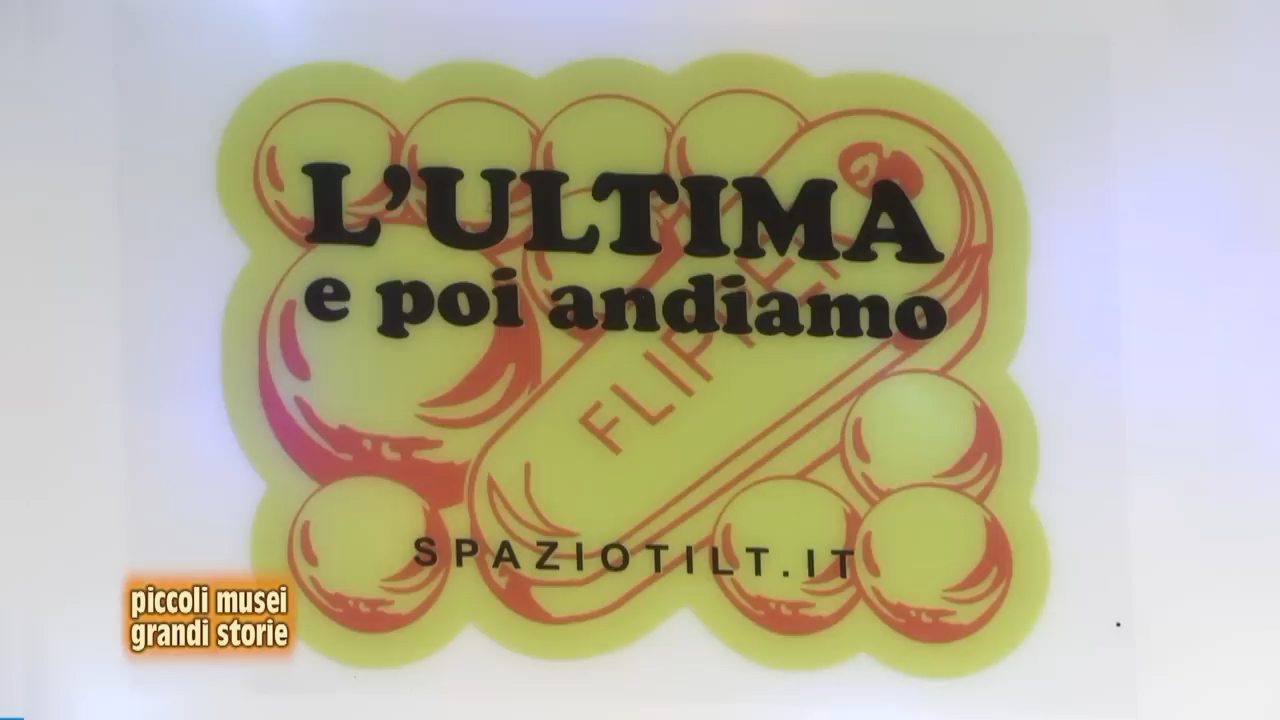 L'ULTIMA
e poi andiamo
FLIPPER
SPAZIOTILT.IT
piccoli musei
grandi storie